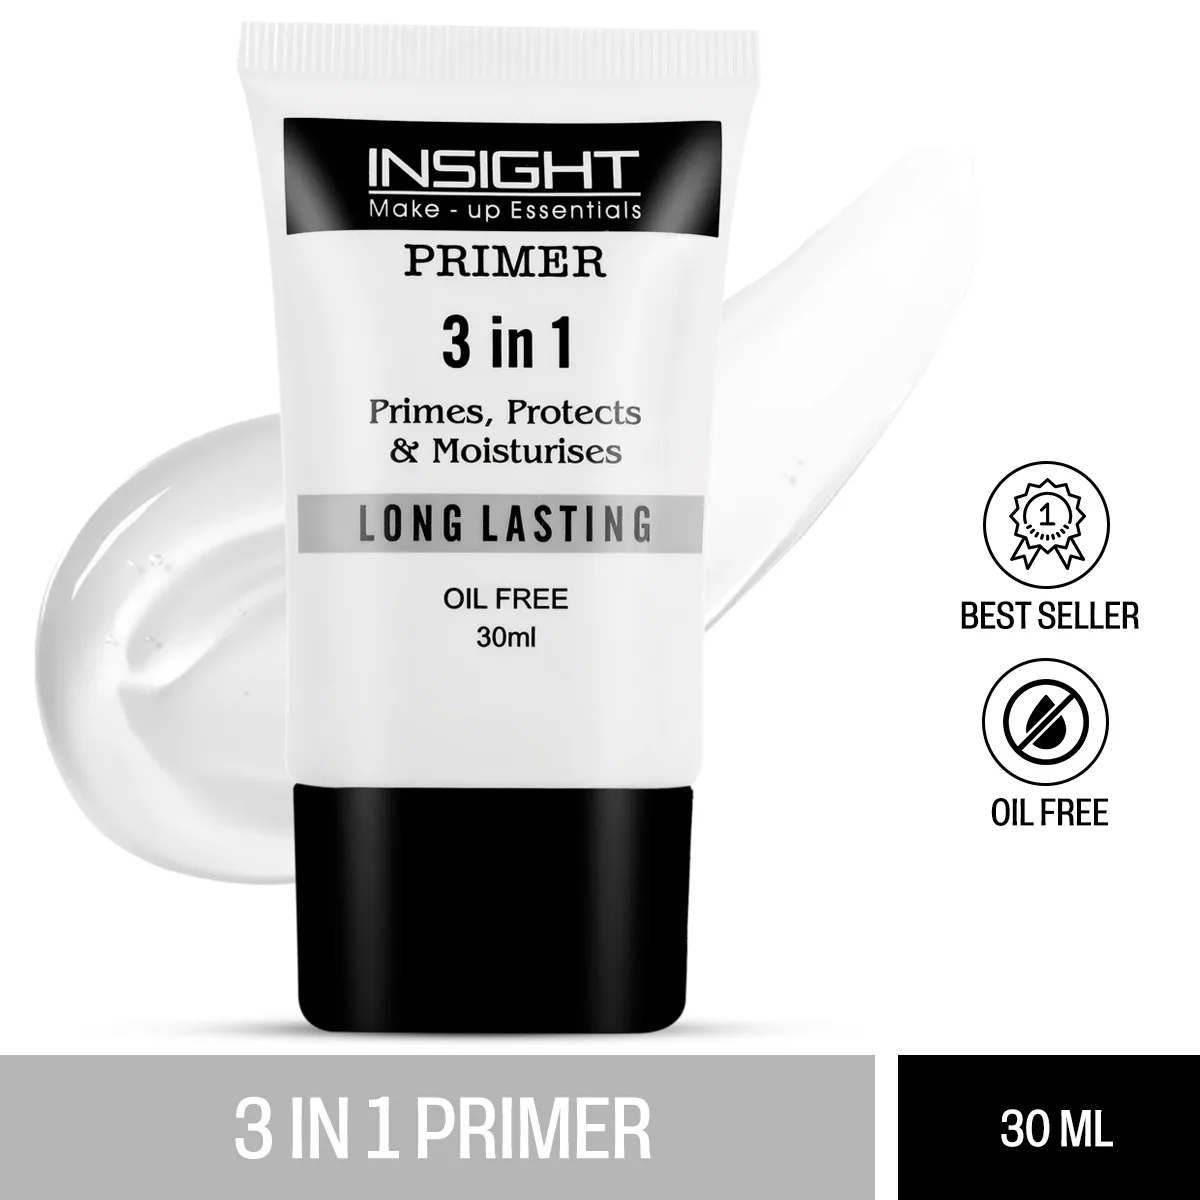 INSIGHT
Make - up Essentials
PRIMER
3 in 1
Primes, Protects
& Moisturises
LONG LASTING
OIL FREE
30ml
1
BEST SELLER
OIL FREE
3 IN 1 PRIMER
30 ML